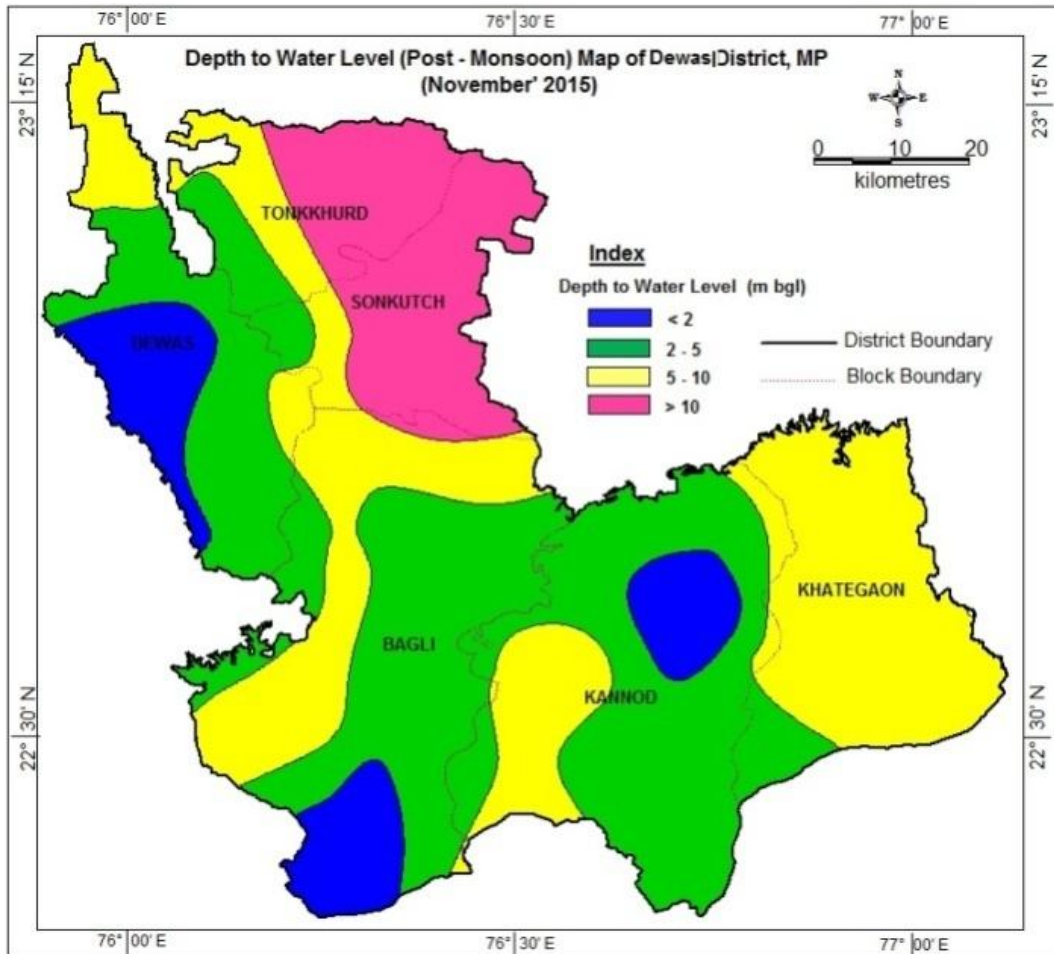 76° 00' E
76° 30' E
77° 00' E
Depth to Water Level (Post - Monsoon) Map of Dewas District, MP
(November' 2015)
23° 15' N
23° 15' N
N
W E
S
0 10 20
kilometres
TONKKHURD
Index
Depth to Water Level (m bgl)
SONKUTCH
< 2
DEWAS
District Boundary
2 - 5
Block Boundary
5 - 10
> 10
KHATEGAON
BAGLI
KANNOD
22° 30' N
22° 30' N
76° 00' E
76° 30' E
77° 00' E